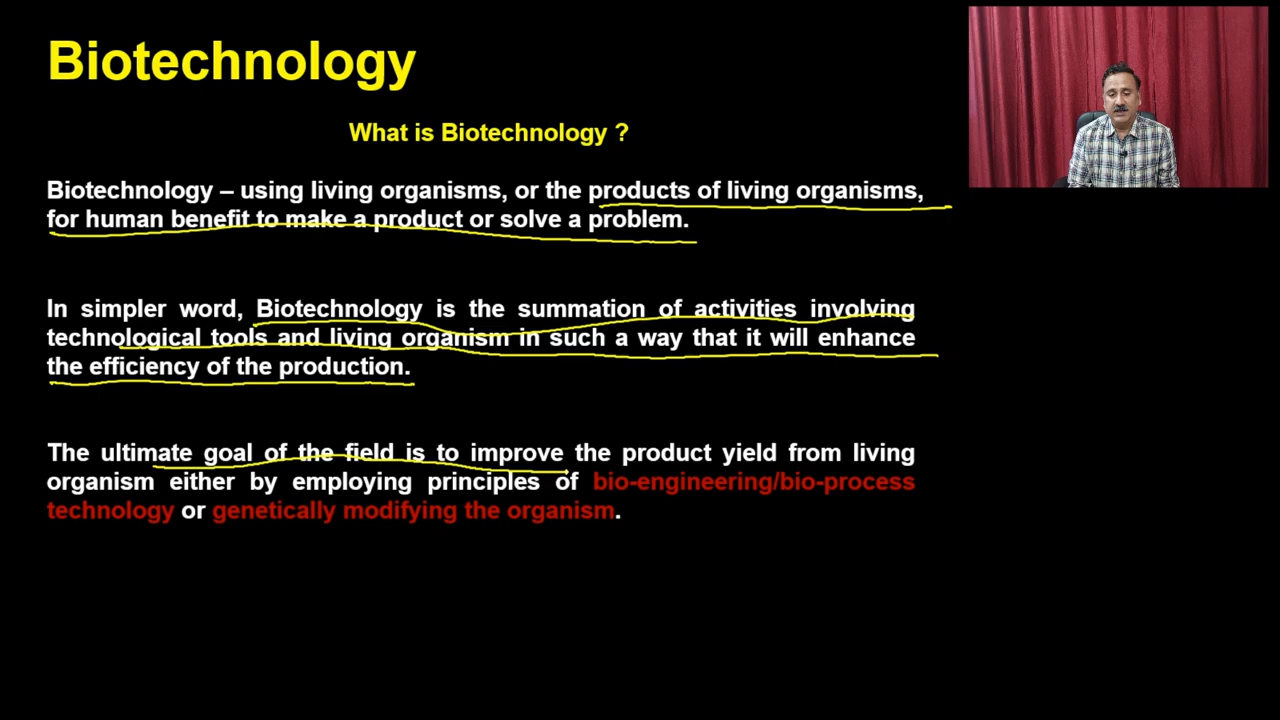 Biotechnology
What is Biotechnology ?
Biotechnology – using living organisms, or the products of living organisms,
for human benefit to make a product or solve a problem.
In simpler word, Biotechnology is the summation of activities involving
technological tools and living organism in such a way that it will enhance
the efficiency of the production.
The ultimate goal of the field is to improve the product yield from living
organism either by employing principles of bio-engineering/bio-process
technology or genetically modifying the organism.